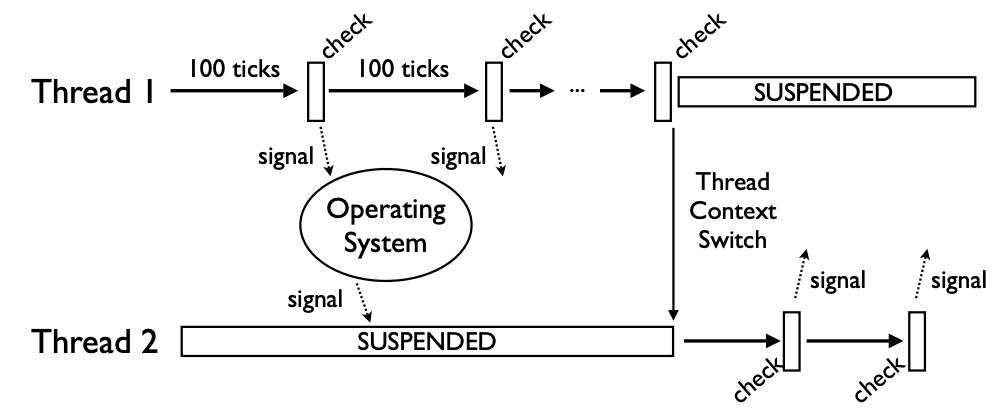 check
check
check
100 ticks
100 ticks
Thread 1
...
SUSPENDED
signal
signal
Thread
Context
Switch
Operating
System
signal
signal
signal
Thread 2
SUSPENDED
check
check